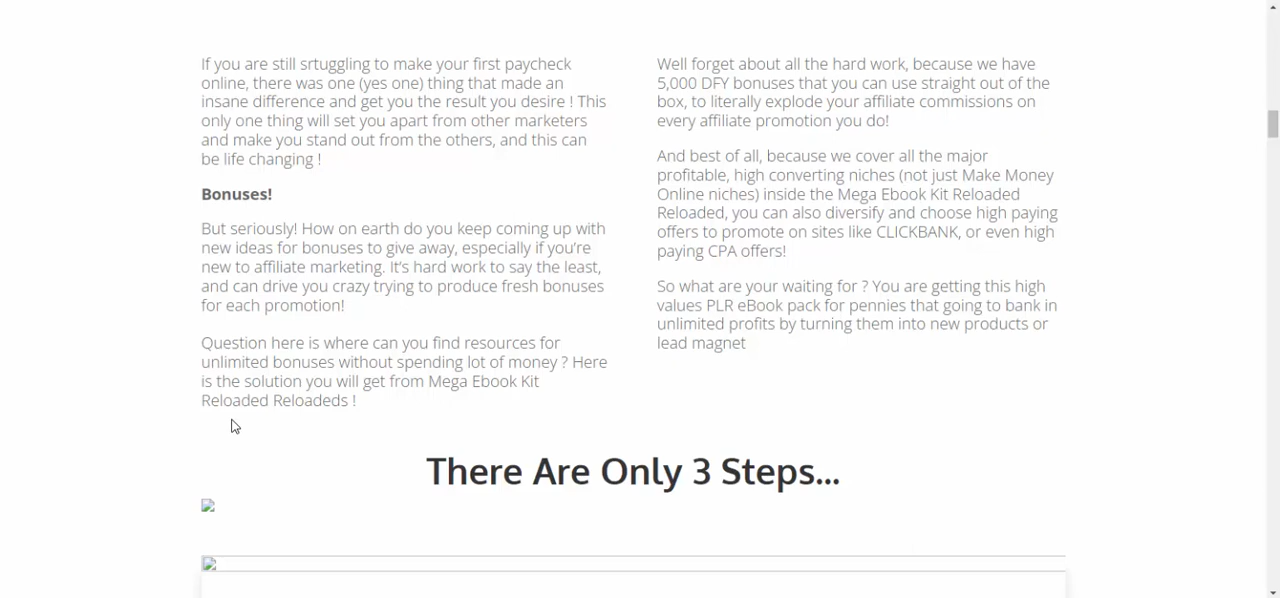 If you are still srtuggling to make your first paycheck
online, there was one (yes one) thing that made an
insane difference and get you the result you desire ! This
only one thing will set you apart from other marketers
and make you stand out from the others, and this can
be life changing !
Bonuses!
But seriously! How on earth do you keep coming up with
new ideas for bonuses to give away, especially if you're
new to affiliate marketing. It's hard work to say the least,
and can drive you crazy trying to produce fresh bonuses
for each promotion!
Question here is where can you find resources for
unlimited bonuses without spending lot of money ? Here
is the solution you will get from Mega Ebook Kit
Reloaded Reloadeds !
Well forget about all the hard work, because we have
5,000 DFY bonuses that you can use straight out of the
box, to literally explode your affiliate commissions on
every affiliate promotion you do!
And best of all, because we cover all the major
profitable, high converting niches (not just Make Money
Online niches) inside the Mega Ebook Kit Reloaded
Reloaded, you can also diversify and choose high paying
offers to promote on sites like CLICKBANK, or even high
paying CPA offers!
So what are your waiting for ? You are getting this high
values PLR eBook pack for pennies that going to bank in
unlimited profits by turning them into new products or
lead magnet
There Are Only 3 Steps...